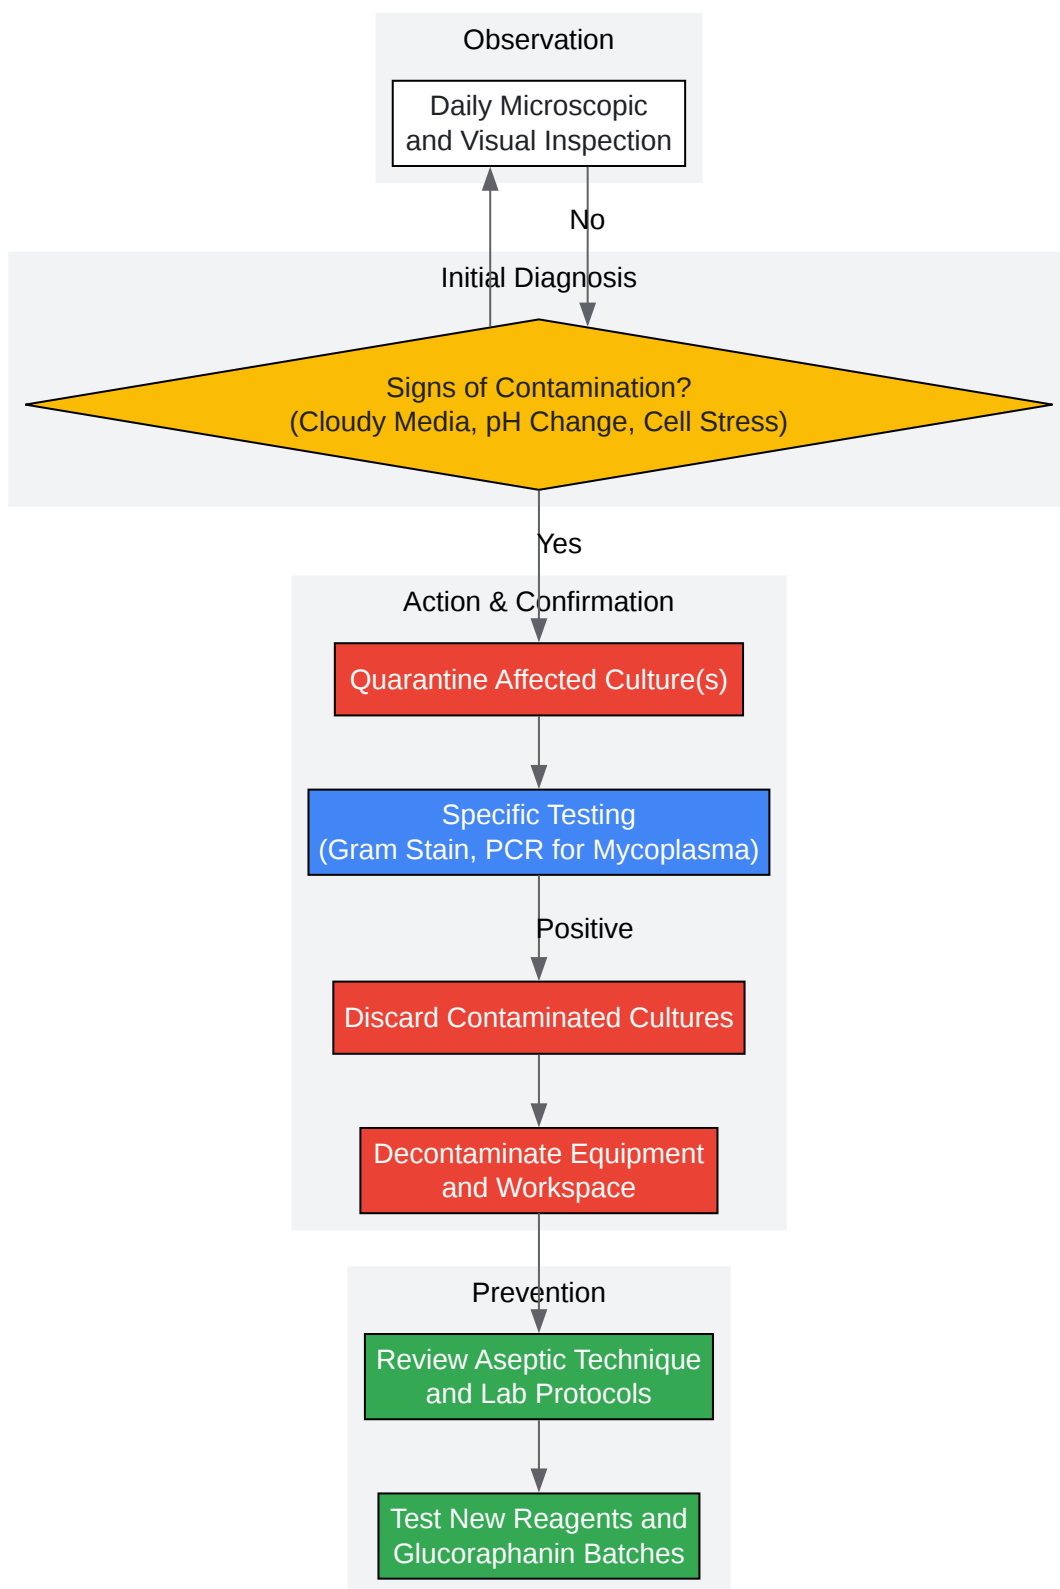 Observation
Daily Microscopic
and Visual Inspection
No
Initial Diagnosis
Signs of Contamination?
(Cloudy Media, pH Change, Cell Stress)
Yes
Action & Confirmation
Quarantine Affected Culture(s)
Specific Testing
(Gram Stain, PCR for Mycoplasma)
Positive
Discard Contaminated Cultures
Decontaminate Equipment
and Workspace
Prevention
Review Aseptic Technique
and Lab Protocols
Test New Reagents and
Glucoraphanin Batches